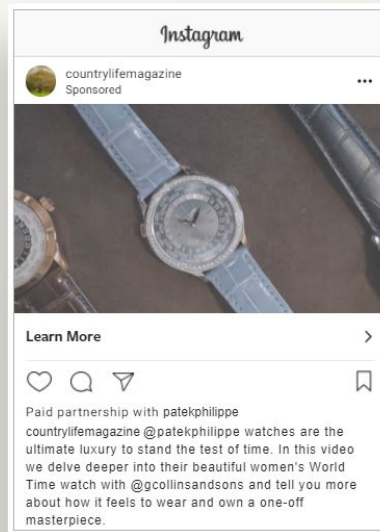 Instagram
countrylifemagazine
Sponsored
Learn More
Paid partnership with patekphilippe
countrylifemagazine @patekphilippe watches are the
ultimate luxury to stand the test of time. In this video
we delve deeper into their beautiful women's World
Time watch with @gcollinsandsons and tell you more
about how it feels to wear and own a one-off
masterpiece.